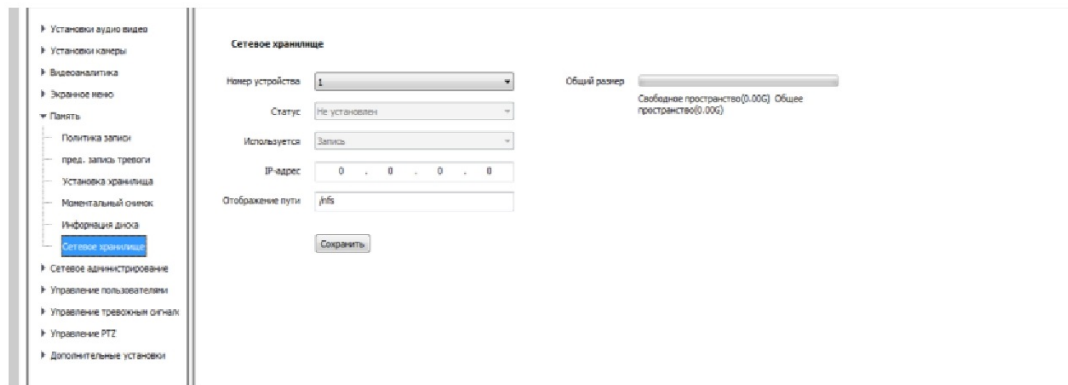 Установки аудио видео
Установки камеры
Видеоаналитика
Экранное меню
Память
Политика записи
пред. запись тревоги
Установка хранилища
Моментальный снимок
Информация диска
Сетевое хранилище
Сетевое администрирование
Управление пользователями
Управление тревожным сигнало
Управление PTZ
Дополнительные установки
Сетевое хранилище
Номер устройства 1
Статус Не установлен
Используется Запись
IP-адрес 0 . 0 . 0 . 0
Отображение пути /nfs
Сохранить
Общий размер
Свободное пространство(0.00G) Общее
пространство(0.00G)